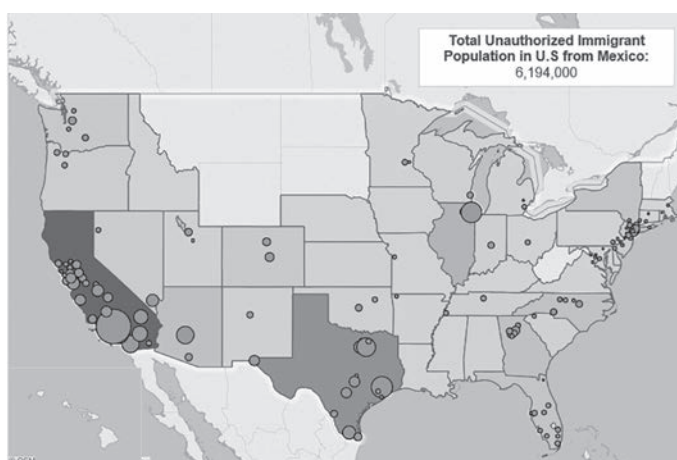 Total Unauthorized Immigrant
Population in U.S from Mexico:
6,194,000